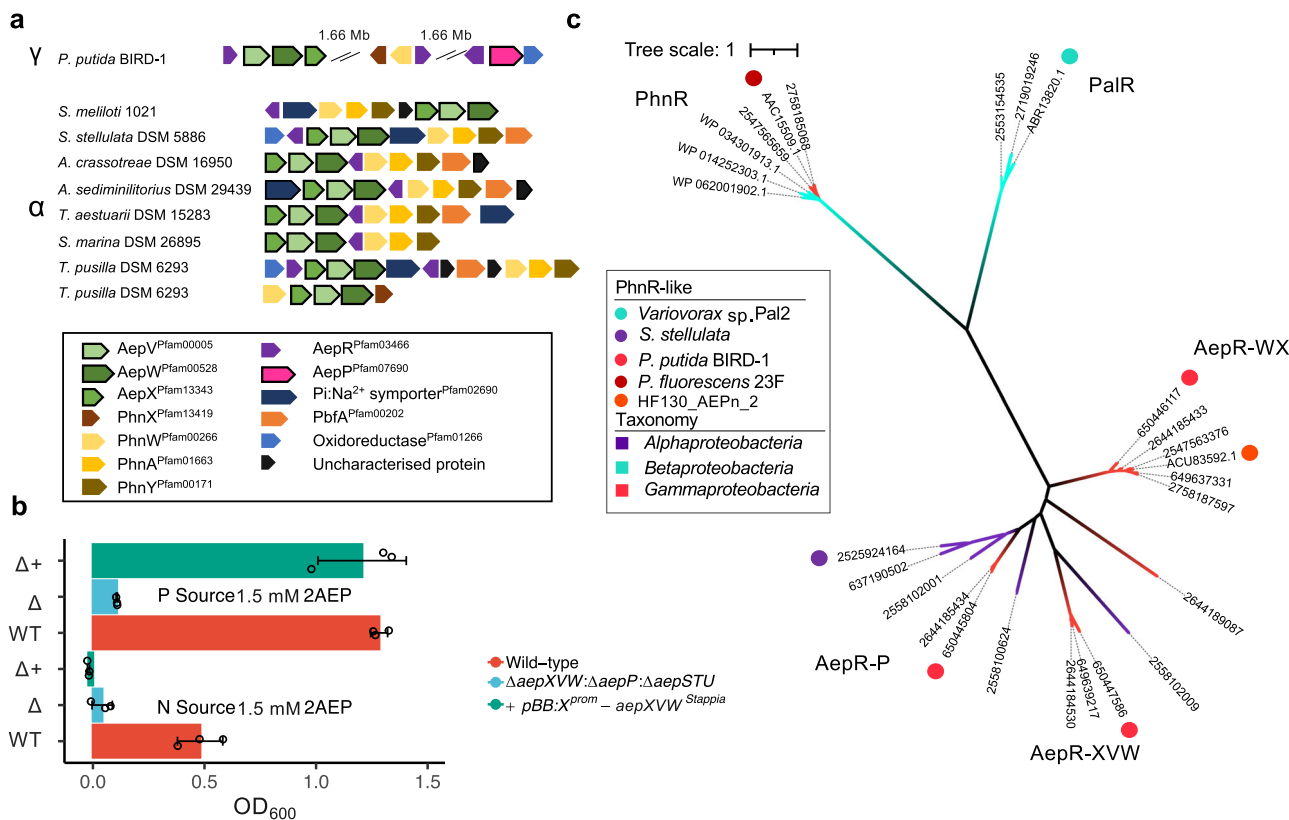 a
1.66 Mb 1.66 Mb
γ P. putida BIRD-1
α
S. meliloti 1021
S. stellulata DSM 5886
A. crassotreae DSM 16950
A. sediminilitorius DSM 29439
T. aestuarii DSM 15283
S. marina DSM 26895
T. pusilla DSM 6293
T. pusilla DSM 6293
AepV^Pfam00005
AepW^Pfam00528
AepX^Pfam13343
PhnX^Pfam13419
PhnW^Pfam00266
PhnA^Pfam01663
PhnY^Pfam00171
AepR^Pfam03466
AepP^Pfam07690
Pi:Na²⁺ symporter^Pfam02690
PbfA^Pfam00202
Oxidoreductase^Pfam01266
Uncharacterised protein
b
Δ+
Δ
WT
Δ+
Δ
WT
P Source 1.5 mM 2AEP
N Source 1.5 mM 2AEP
0.0 0.5 1.0 1.5
OD₆₀₀
Wild–type
ΔaepXVW:ΔaepP:ΔaepSTU
+ pBB:X^prom – aepXVW^Stappia
c
Tree scale: 1
PhnR
2758185068
AAC15509.1
2547565659
WP 034301913.1
WP 014252303.1
WP 062001902.1
PalR
2553154535
2719019246
ABR13820.1
PhnR-like
Variovorax sp.Pal2
S. stellulata
P. putida BIRD-1
P. fluorescens 23F
HF130_AEPn_2
Taxonomy
Alphaproteobacteria
Betaproteobacteria
Gammaproteobacteria
AepR-WX
650446117
2644185433
2547563376
ACU83592.1
649637331
2758187597
2644189087
2558102009
AepR-XVW
650447586
649639217
2644184530
2558100624
AepR-P
650445804
2644185434
2558102001
637190502
2525924164